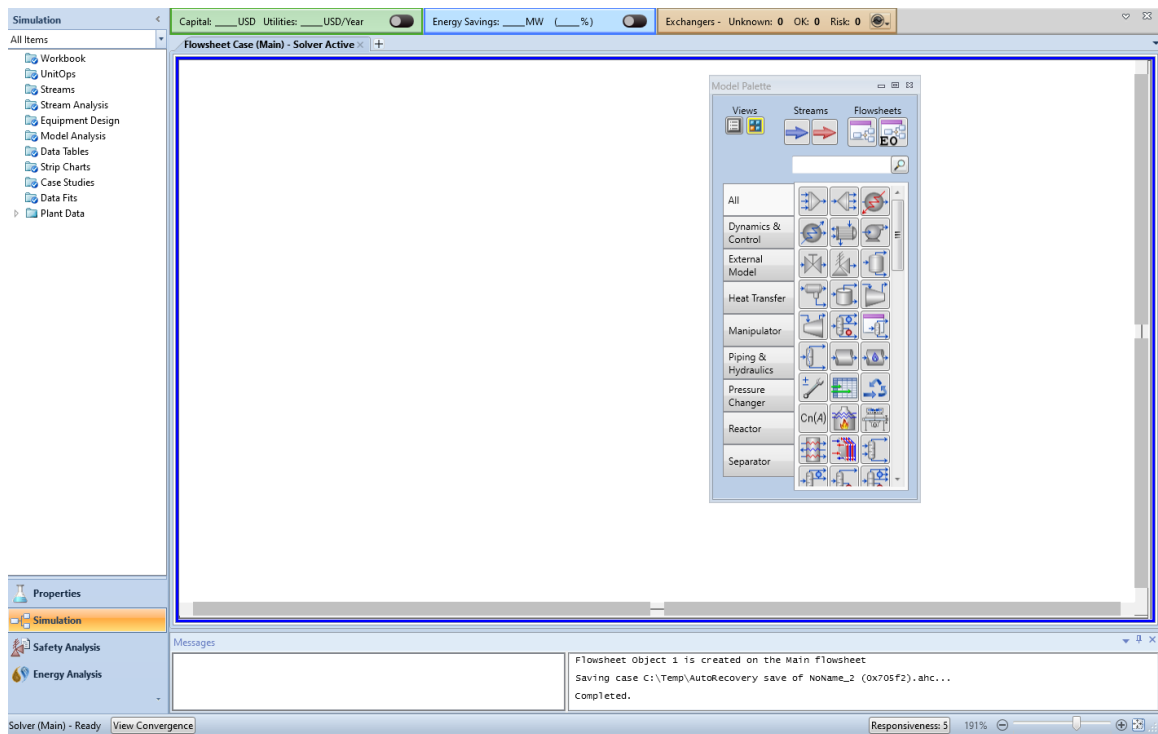 Simulation
Capital: ____USD Utilities: ____USD/Year
Energy Savings: ____MW (____%)
Exchangers - Unknown: 0 OK: 0 Risk: 0
All Items
Flowsheet Case (Main) - Solver Active
Workbook
UnitOps
Streams
Stream Analysis
Equipment Design
Model Analysis
Data Tables
Strip Charts
Case Studies
Data Fits
Plant Data
Model Palette
Views Streams Flowsheets
EO
All
Dynamics &
Control
External
Model
Heat Transfer
Manipulator
Piping &
Hydraulics
Pressure
Changer
Reactor
Separator
Cn(A)
Properties
Simulation
Safety Analysis
Energy Analysis
Messages
Flowsheet Object 1 is created on the Main flowsheet
Saving case C:\Temp\AutoRecovery save of NoName_2 (0x705f2).ahc...
Completed.
Solver (Main) - Ready View Convergence Responsiveness: 5 191%